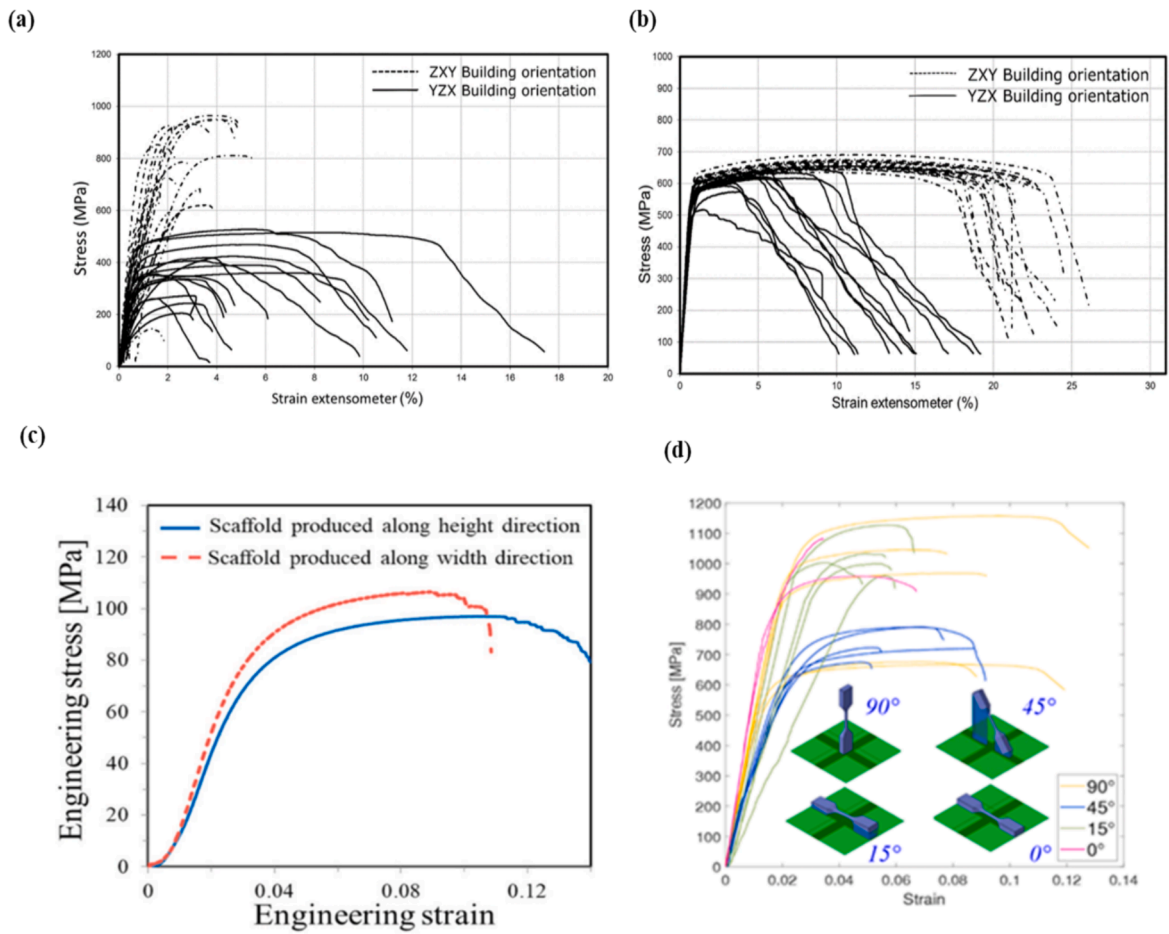 (a)
1200
1000
800
600
400
200
0
Stress (MPa)
ZXY Building orientation
YZX Building orientation
0 2 4 6 8 10 12 14 16 18 20
Strain extensometer (%)
(b)
1000
900
800
700
600
500
400
300
200
100
0
Stress (MPa)
ZXY Building orientation
YZX Building orientation
0 5 10 15 20 25 30
Strain extensometer (%)
(c)
140
120
100
80
60
40
20
0
Engineering stress [MPa]
Scaffold produced along height direction
Scaffold produced along width direction
0 0.04 0.08 0.12
Engineering strain
(d)
1200
1100
1000
900
800
700
600
500
400
300
200
100
0
Stress [MPa]
90°
45°
15°
0°
90°
45°
15°
0°
0 0.02 0.04 0.06 0.08 0.1 0.12 0.14
Strain